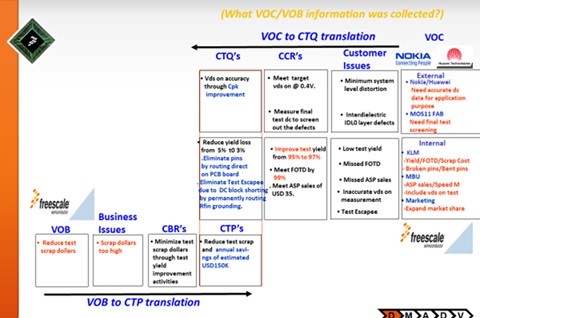 (What VOC/VOB information was collected?)
VOC to CTQ translation
VOC
CTQ's
CCR's
Customer
Issues
NOKIA
Connecting People
Huawei Technologies
• Vds on accuracy
through Cpk
improvement
• Meet target
vds on @ 0.4V.
• Measure final
test dc to screen
out the defects
• Minimum system
level distortion
• Interdielectric
IDL0 layer defects
External
• Nokia/Huawei
Need accurate dc
data for application
purpose
• MOS11 FAB
Need final test
screening
• Reduce yield loss
from 5% t0 3%
.Eliminate pins
by routing direct
on PCB board
.Eliminate Test Escapee
due to DC block shorting
by permanently routing
Rfin grounding.
• Improve test yield
from 95% to 97%
• Meet FOTD by
99%
. Meet ASP sales of
USD 35.
• Low test yield
• Missed FOTD
• Missed ASP sales
• Inaccurate vds on
measurement
• Test Escapee
Internal
• KLM
-Yield/FOTD/Scrap Cost
-Broken pins/Bent pins
• MBU
-ASP sales/Speed M
-Include vds on test
• Marketing
-Expand market share
freescale
semiconductor
freescale
semiconductor
VOB
Business
Issues
CBR's
CTP's
• Reduce test
scrap dollars
• Scrap dollars
too high
• Minimize test
scrap dollars
through test
yield
improvement
activities
• Reduce test scrap
and annual savi-
ngs of estimated
USD150K.
VOB to CTP translation
D M A D V